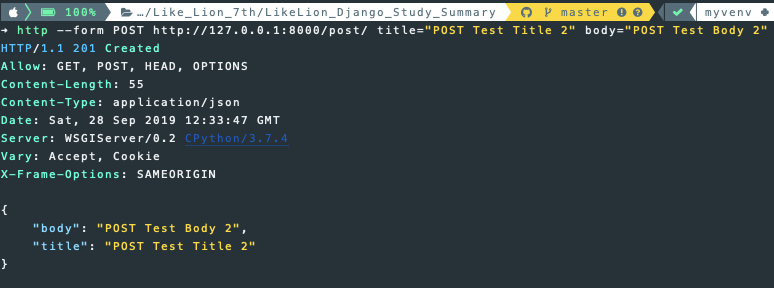 100% …/Like_Lion_7th/LikeLion_Django_Study_Summary master myvenv
➜ http --form POST http://127.0.0.1:8000/post/ title="POST Test Title 2" body="POST Test Body 2"
HTTP/1.1 201 Created
Allow: GET, POST, HEAD, OPTIONS
Content-Length: 55
Content-Type: application/json
Date: Sat, 28 Sep 2019 12:33:47 GMT
Server: WSGIServer/0.2 CPython/3.7.4
Vary: Accept, Cookie
X-Frame-Options: SAMEORIGIN
{
"body": "POST Test Body 2",
"title": "POST Test Title 2"
}